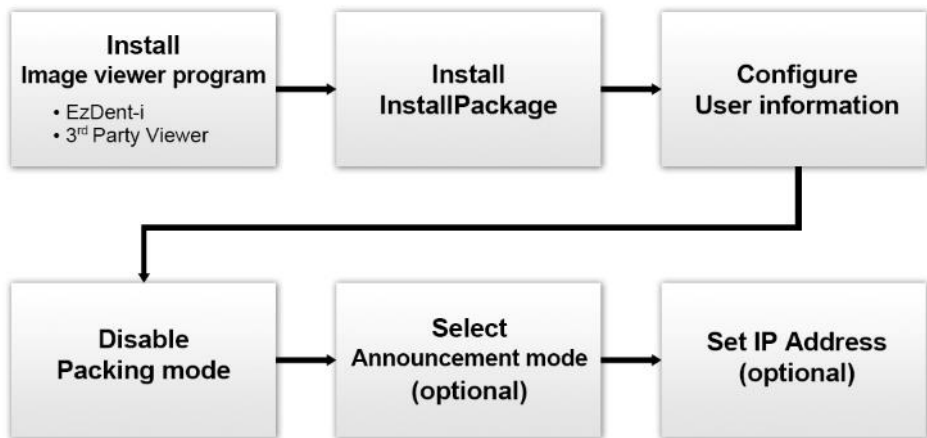 Install
Image viewer program
• EzDent-i
• 3rd Party Viewer
Install
InstallPackage
Configure
User information
Disable
Packing mode
Select
Announcement mode
(optional)
Set IP Address
(optional)